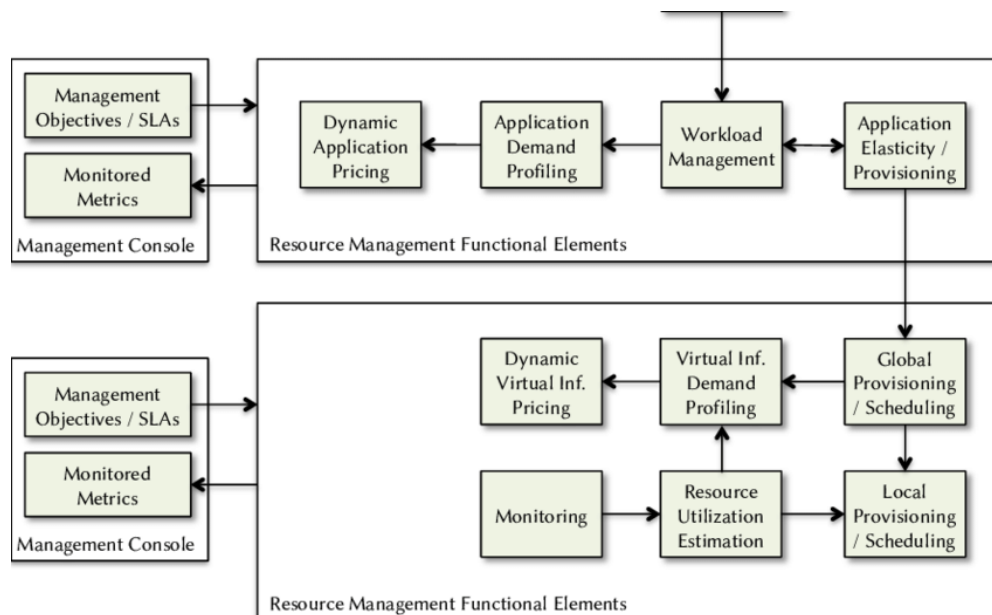 Management
Objectives / SLAs
Monitored
Metrics
Management Console
Dynamic
Application
Pricing
Application
Demand
Profiling
Workload
Management
Application
Elasticity /
Provisioning
Resource Management Functional Elements
Management
Objectives / SLAs
Monitored
Metrics
Management Console
Dynamic
Virtual Inf.
Pricing
Virtual Inf.
Demand
Profiling
Global
Provisioning
/ Scheduling
Monitoring
Resource
Utilization
Estimation
Local
Provisioning
/ Scheduling
Resource Management Functional Elements